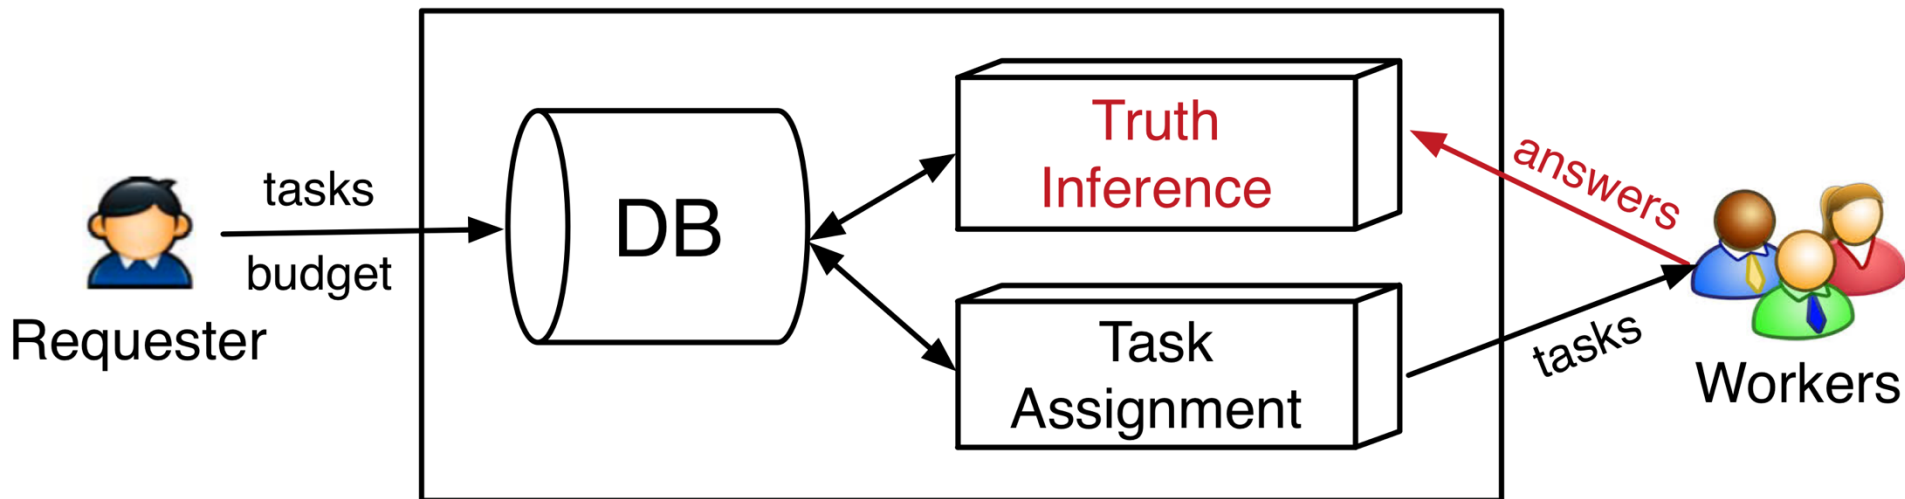 tasks
budget
Requester
DB
Truth
Inference
Task
Assignment
answers
tasks
Workers